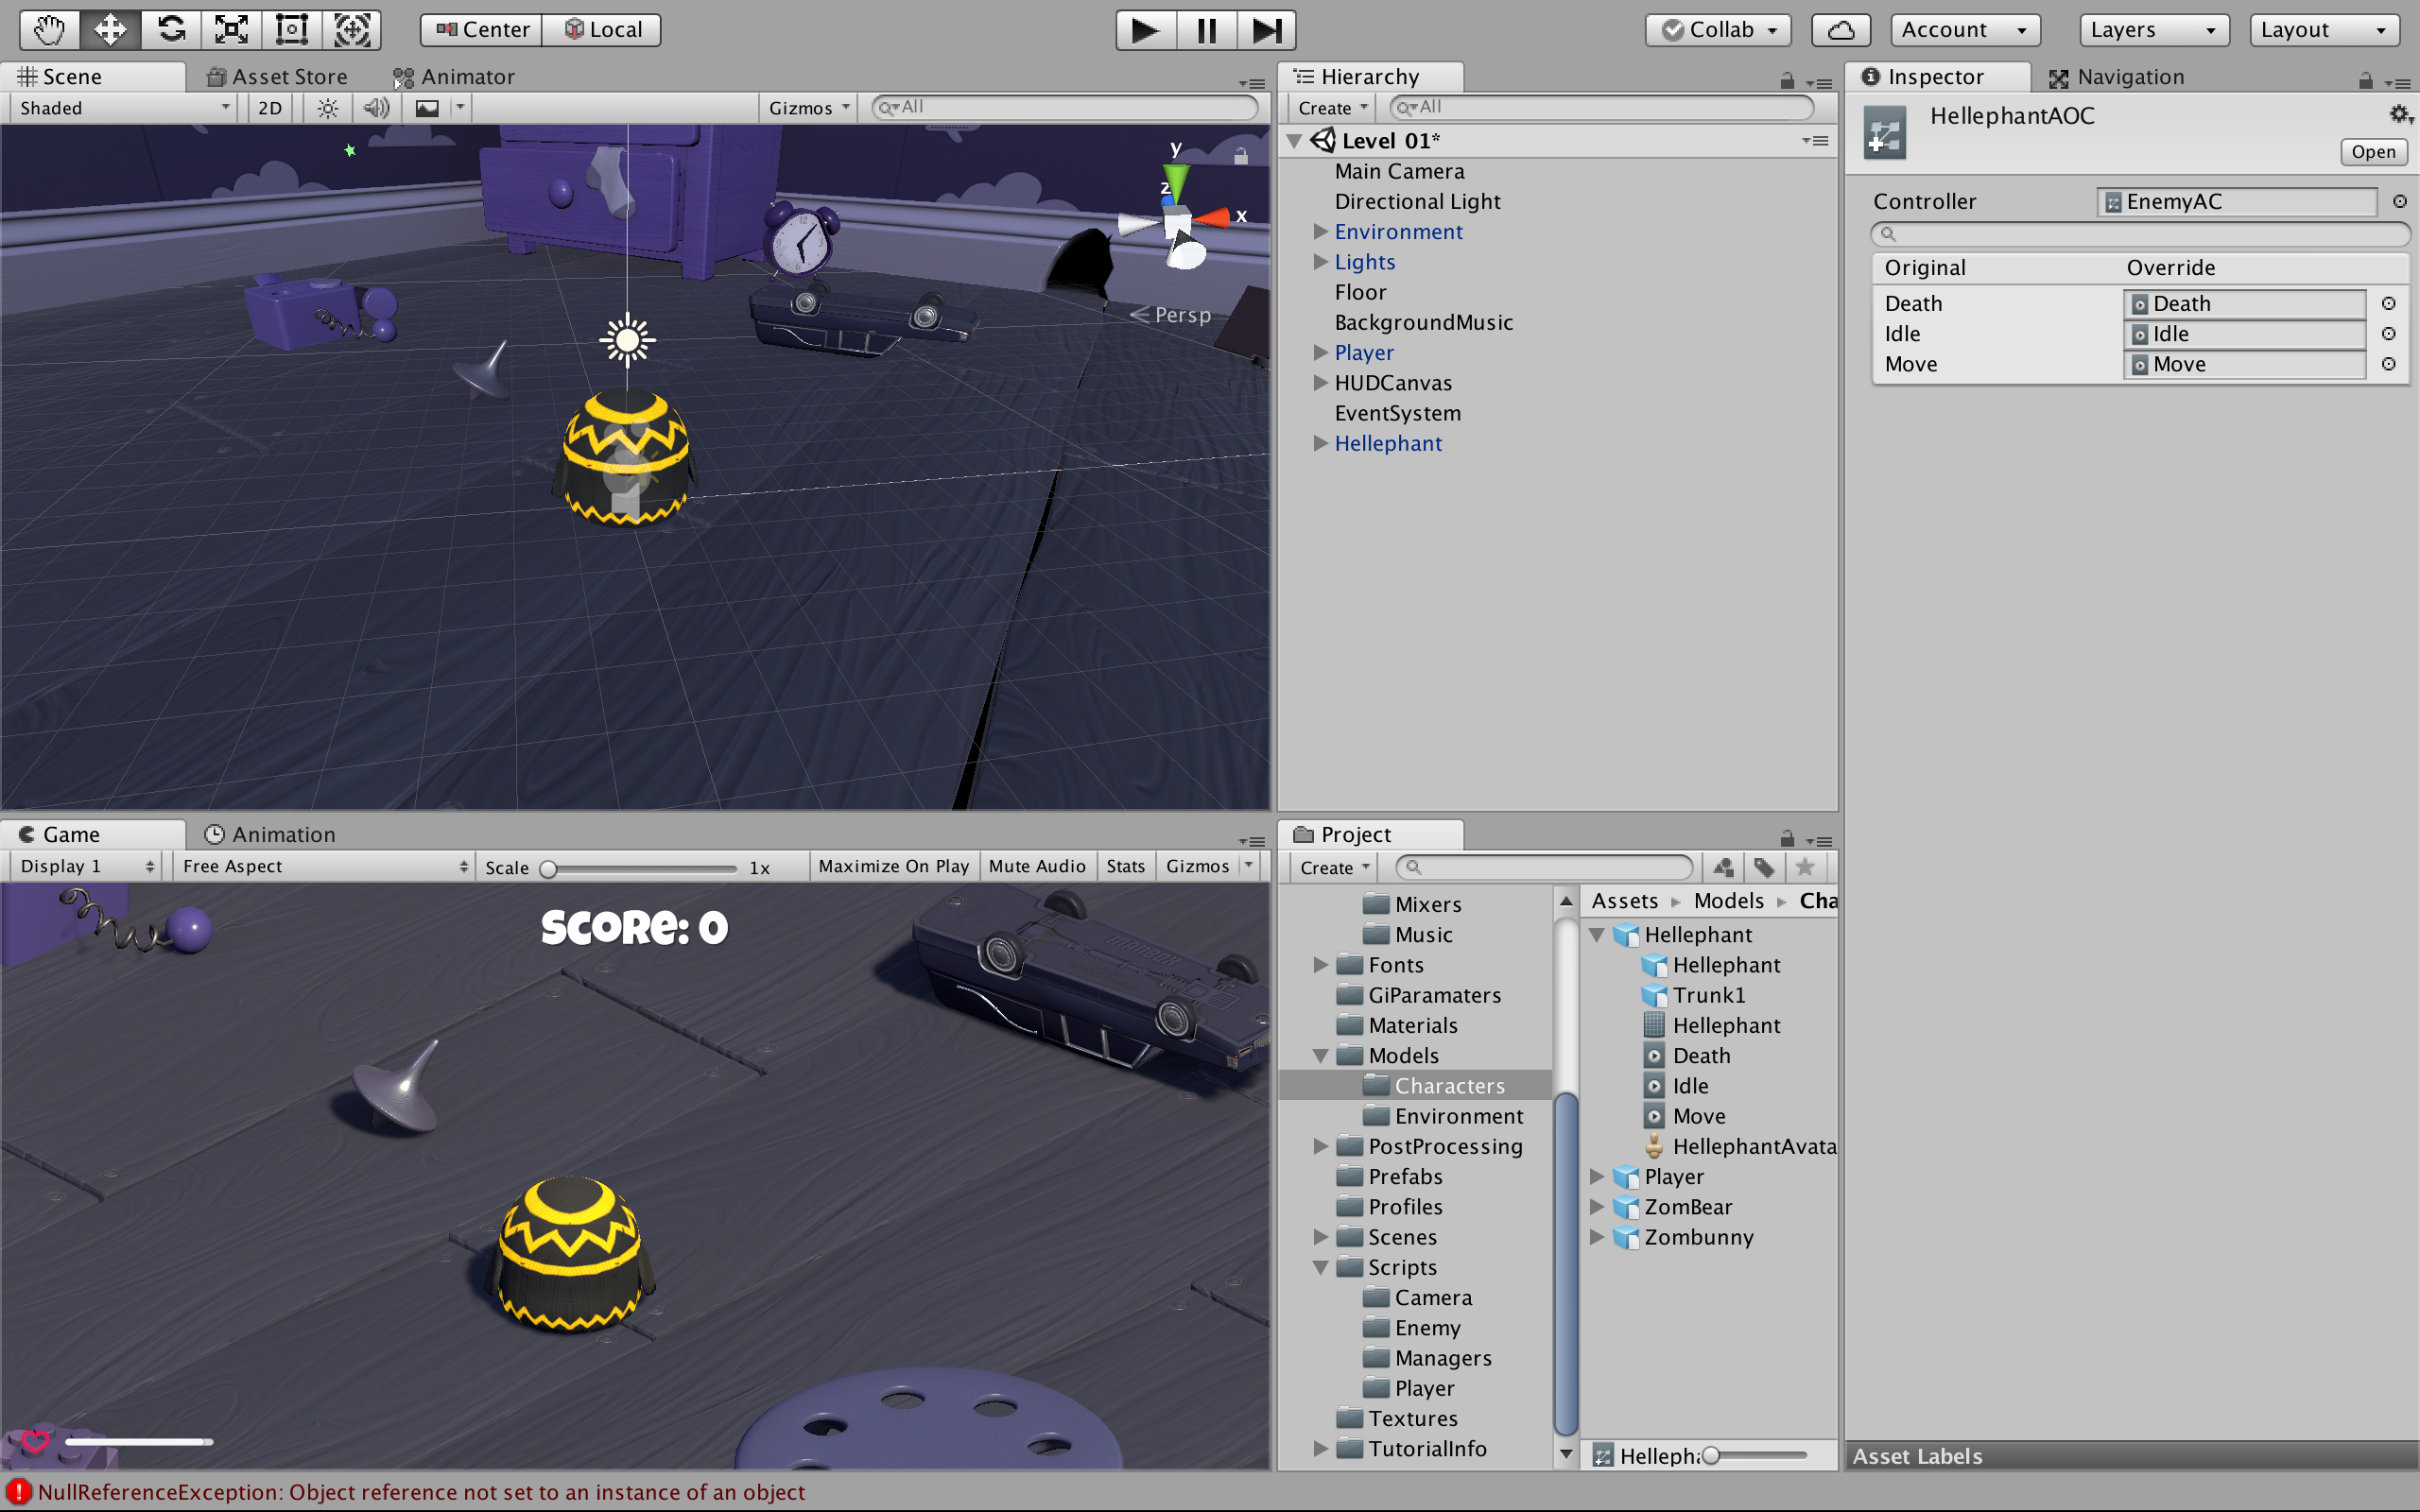 Center Local Collab Account Layers Layout
Scene Asset Store Animator
Shaded 2D Gizmos All
y
z
x
Persp
Hierarchy
Create All
Level 01*
Main Camera
Directional Light
Environment
Lights
Floor
BackgroundMusic
Player
HUDCanvas
EventSystem
Hellephant
Inspector Navigation
HellephantAOC
Open
Controller EnemyAC
Original Override
Death Death
Idle Idle
Move Move
Game Animation
Display 1 Free Aspect Scale 1x Maximize On Play Mute Audio Stats Gizmos
SCORE: 0
Project
Create
Mixers
Music
Fonts
GiParamaters
Materials
Models
Characters
Environment
PostProcessing
Prefabs
Profiles
Scenes
Scripts
Camera
Enemy
Managers
Player
Textures
TutorialInfo
Assets Models Cha
Hellephant
Hellephant
Trunk1
Hellephant
Death
Idle
Move
HellephantAvata
Player
ZomBear
Zombunny
Helleph
Asset Labels
NullReferenceException: Object reference not set to an instance of an object